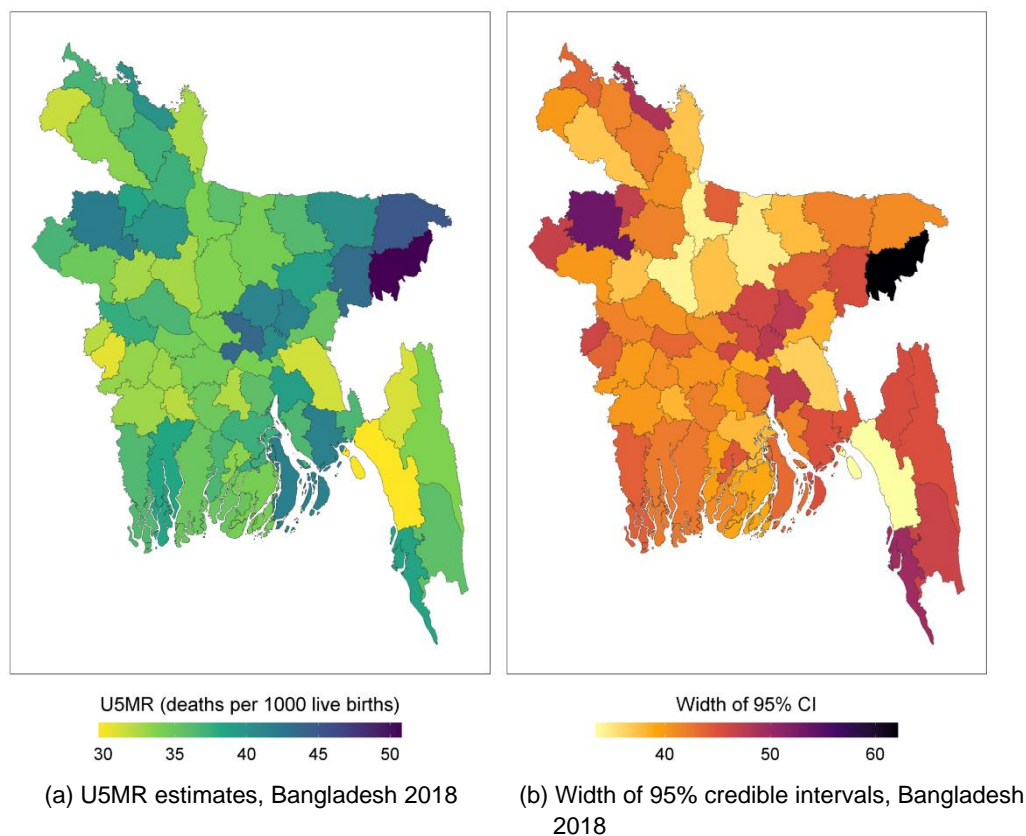 U5MR (deaths per 1000 live births)
30 35 40 45 50
(a) U5MR estimates, Bangladesh 2018
Width of 95% CI
40 50 60
(b) Width of 95% credible intervals, Bangladesh
2018